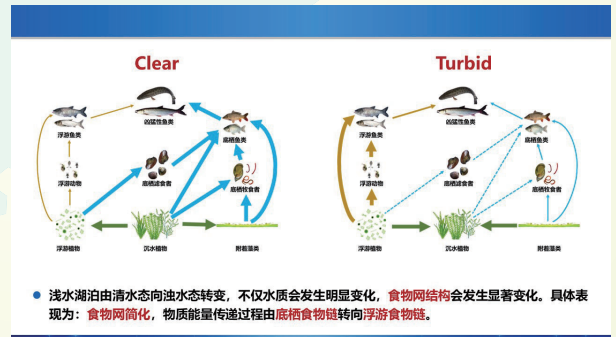 Clear
Turbid
凶猛性鱼类
浮游鱼类
底栖鱼类
浮游动物
底栖滤食者
底栖牧食者
浮游植物
沉水植物
附着藻类
凶猛性鱼类
浮游鱼类
底栖鱼类
浮游动物
底栖滤食者
底栖牧食者
浮游植物
沉水植物
附着藻类
浅水湖泊由清水态向浊水态转变，不仅水质会发生明显变化，食物网结构会发生显著变化。具体表
现为：食物网简化，物质能量传递过程由底栖食物链转向浮游食物链。